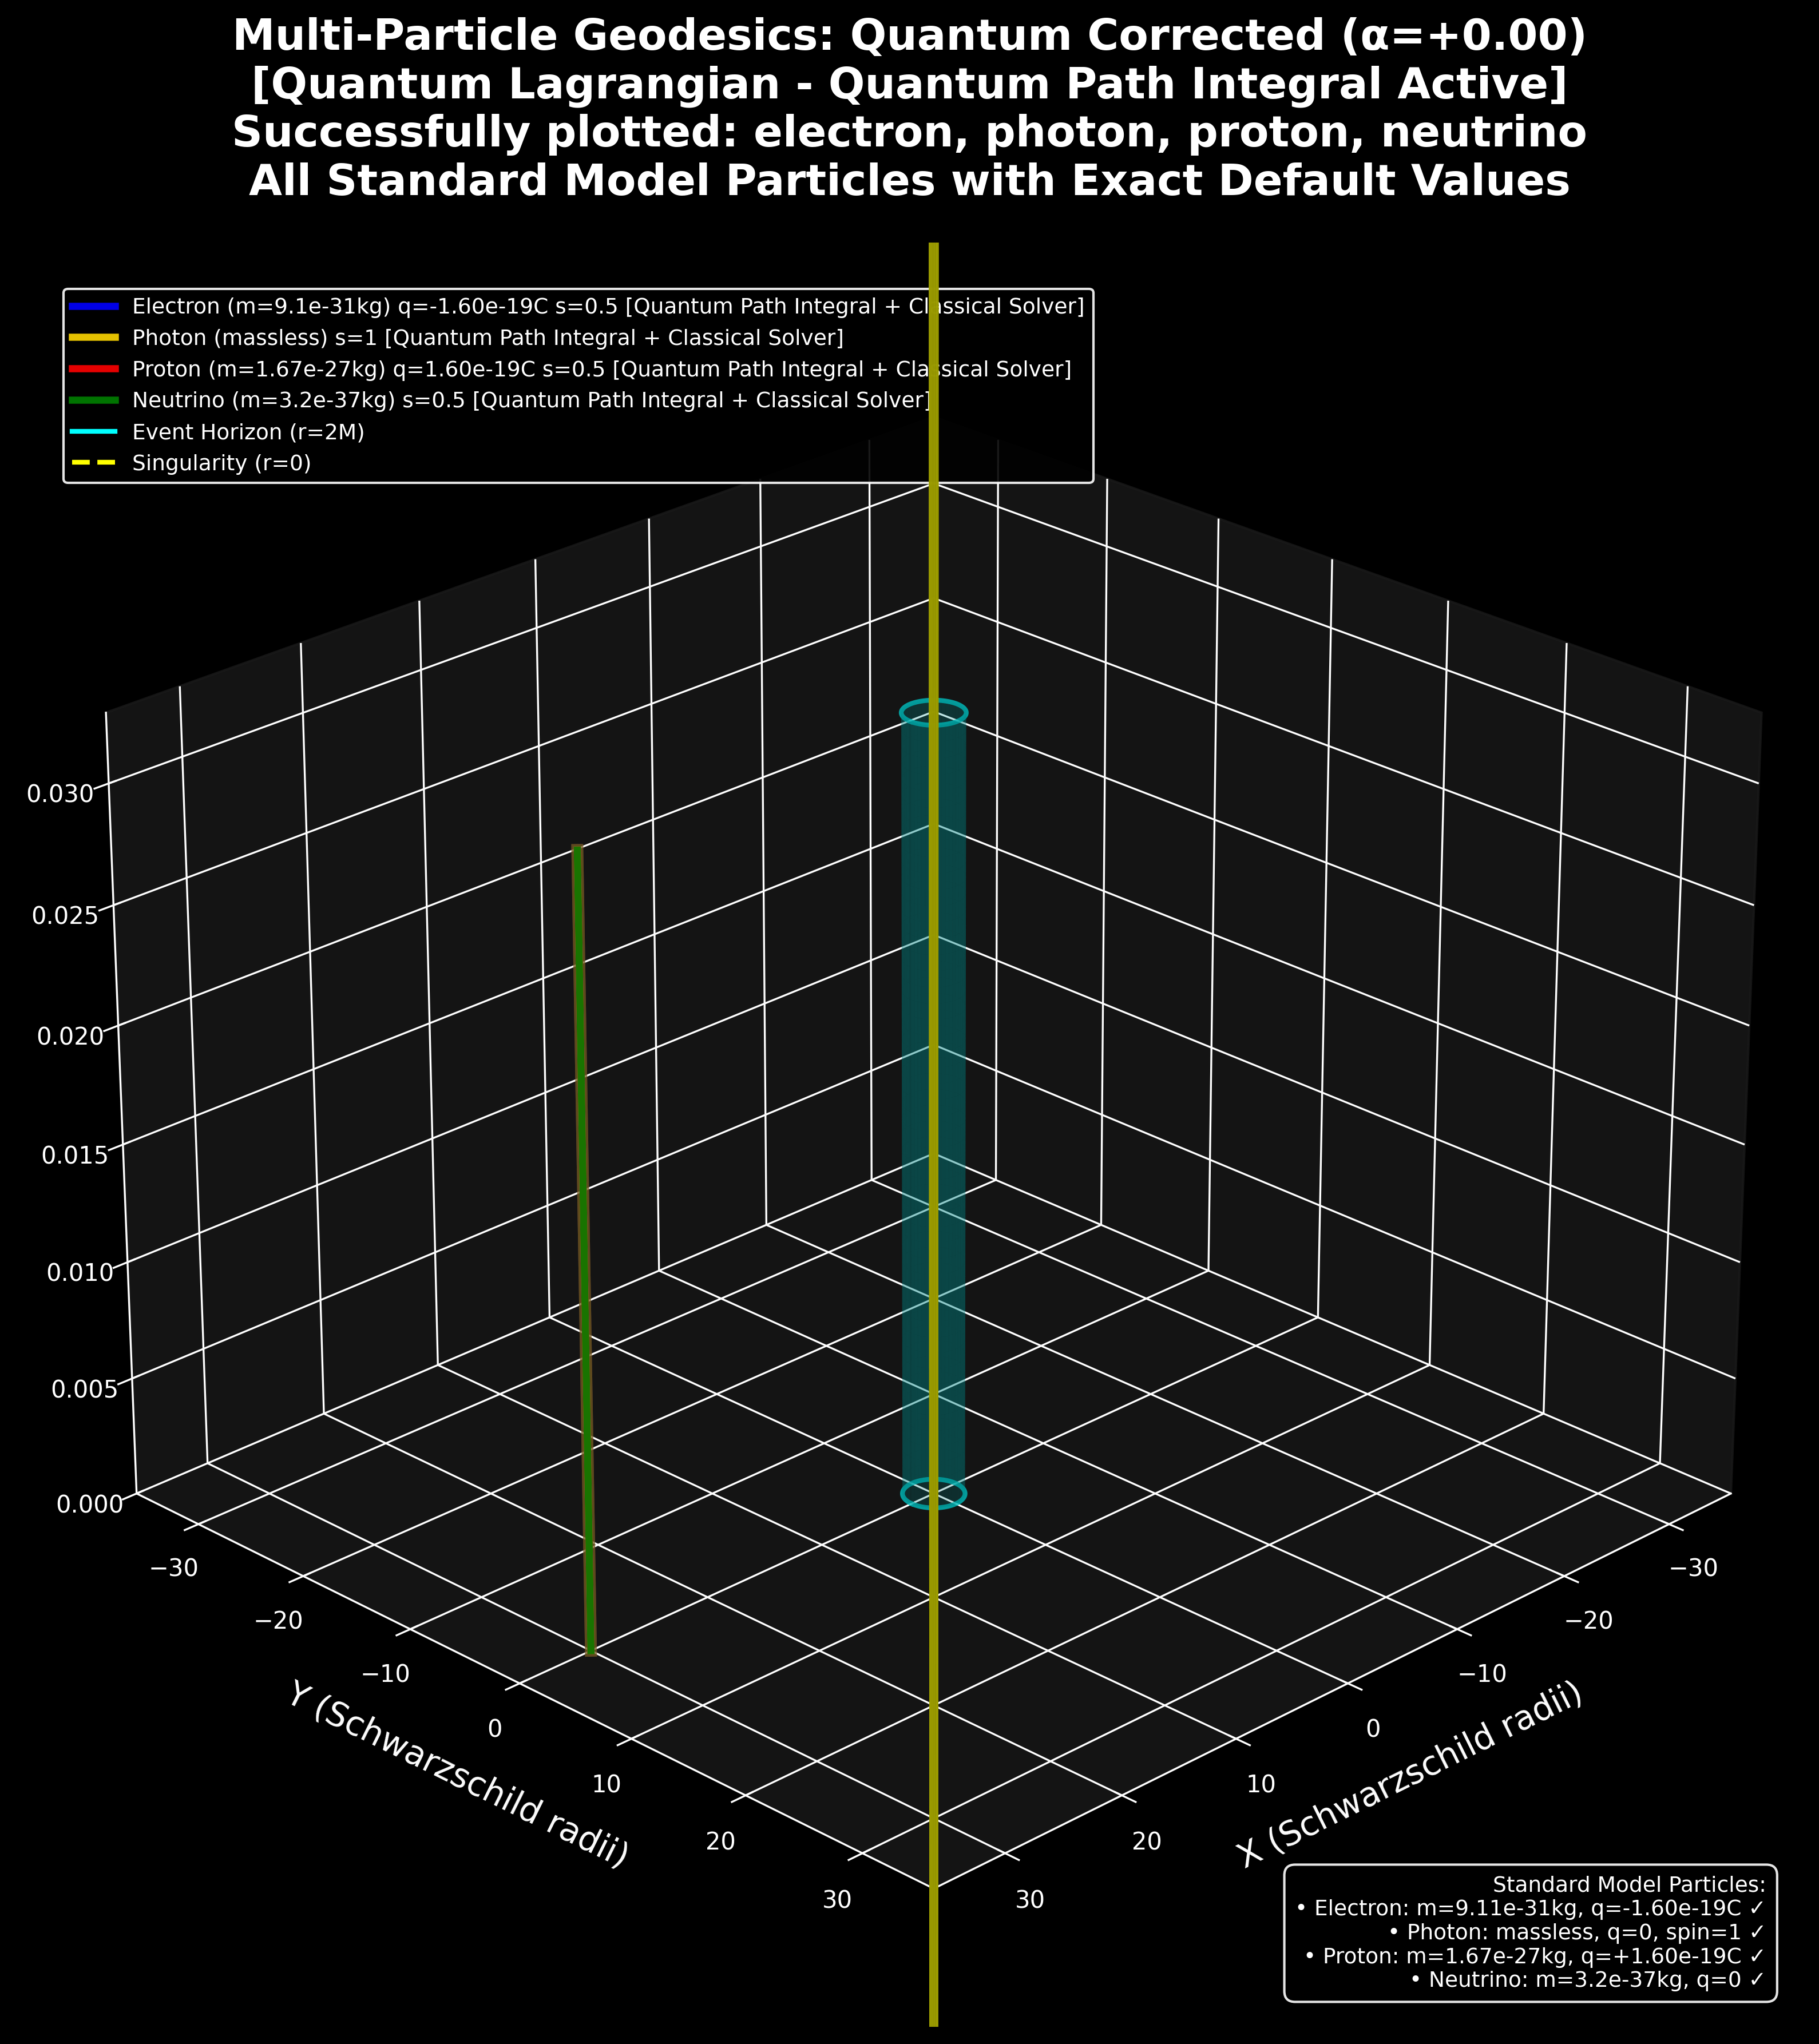 Multi-Particle Geodesics: Quantum Corrected (α=+0.00)
[Quantum Lagrangian - Quantum Path Integral Active]
Successfully plotted: electron, photon, proton, neutrino
All Standard Model Particles with Exact Default Values
Electron (m=9.1e-31kg) q=-1.60e-19C s=0.5 [Quantum Path Integral + Classical Solver]
Photon (massless) s=1 [Quantum Path Integral + Classical Solver]
Proton (m=1.67e-27kg) q=1.60e-19C s=0.5 [Quantum Path Integral + Classical Solver]
Neutrino (m=3.2e-37kg) s=0.5 [Quantum Path Integral + Classical Solver]
Event Horizon (r=2M)
Singularity (r=0)
0.030
0.025
0.020
0.015
0.010
0.005
0.000
−30
−20
−10
0
10
20
30
Y (Schwarzschild radii)
−30
−20
−10
0
10
20
30
X (Schwarzschild radii)
Standard Model Particles:
• Electron: m=9.11e-31kg, q=-1.60e-19C ✓
• Photon: massless, q=0, spin=1 ✓
• Proton: m=1.67e-27kg, q=+1.60e-19C ✓
• Neutrino: m=3.2e-37kg, q=0 ✓